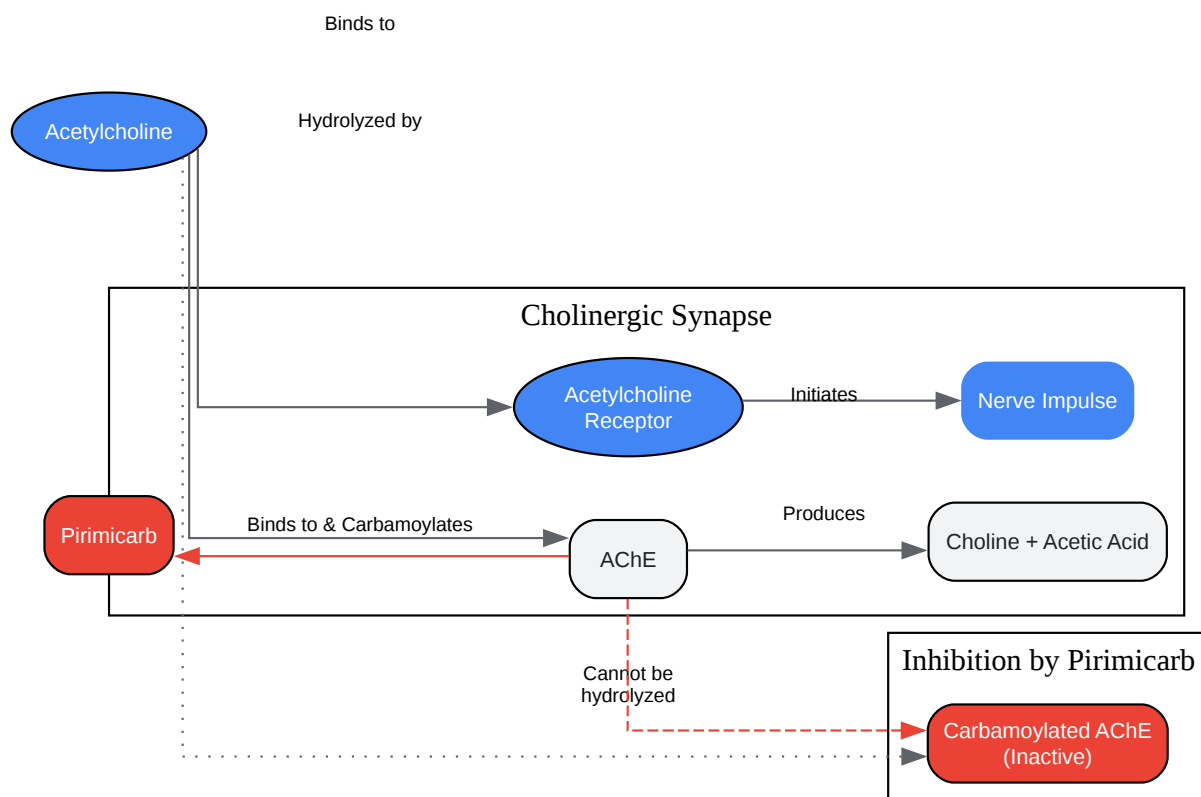 Binds to
Acetylcholine
Hydrolyzed by
Cholinergic Synapse
Acetylcholine
Receptor
Initiates
Nerve Impulse
Pirimicarb
Binds to & Carbamoylates
AChE
Produces
Choline + Acetic Acid
Cannot be
hydrolyzed
Inhibition by Pirimicarb
Carbamoylated AChE
(Inactive)